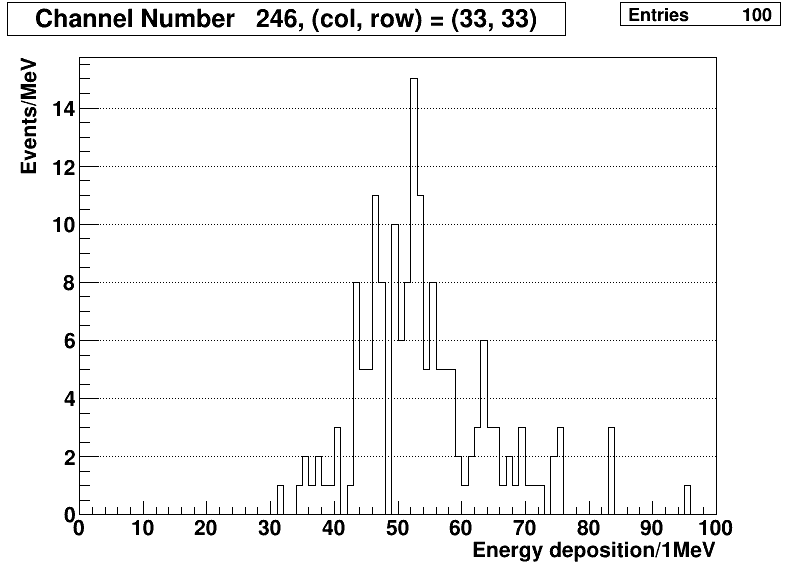 Channel Number 246, (col, row) = (33, 33)
Entries 100
Events/MeV
14
12
10
8
6
4
2
0
0 10 20 30 40 50 60 70 80 90 100
Energy deposition/1MeV